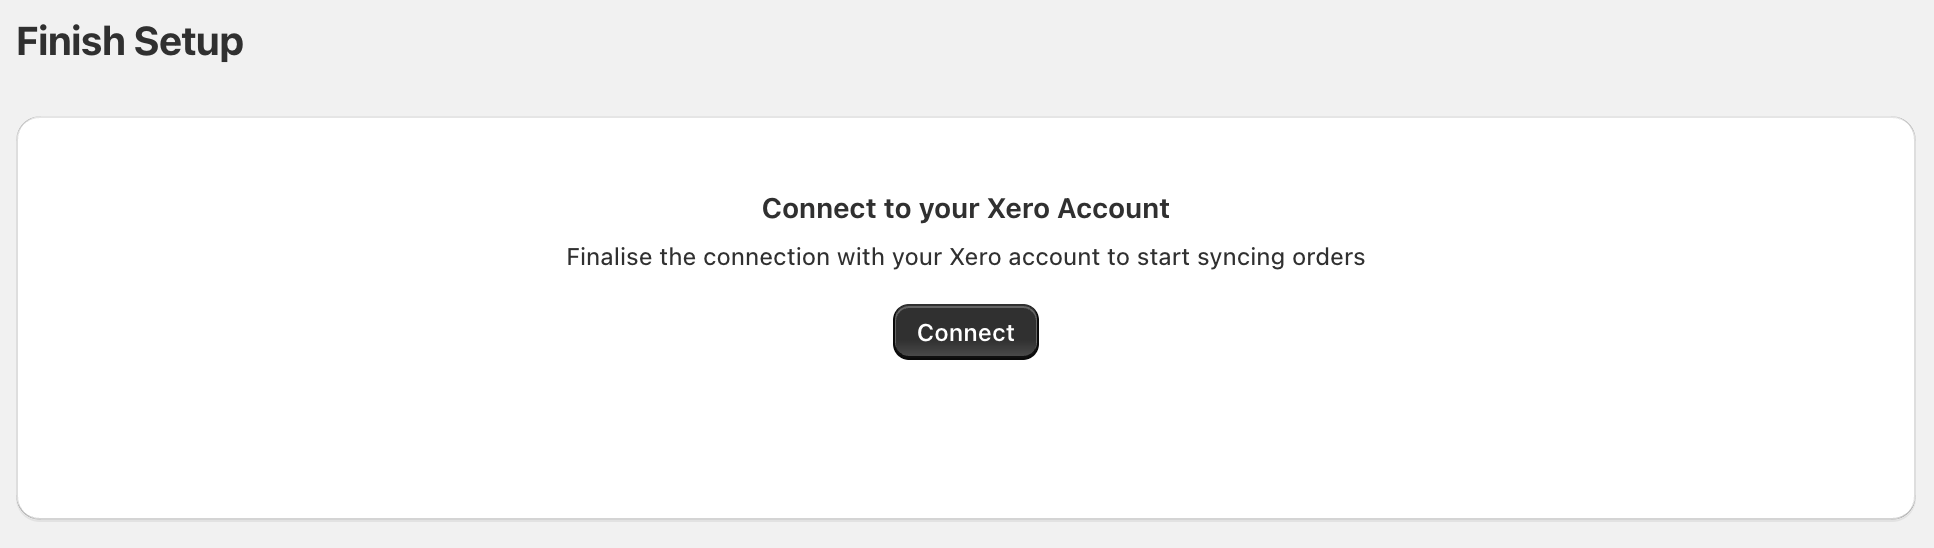 Finish Setup
Connect to your Xero Account
Finalise the connection with your Xero account to start syncing orders
Connect